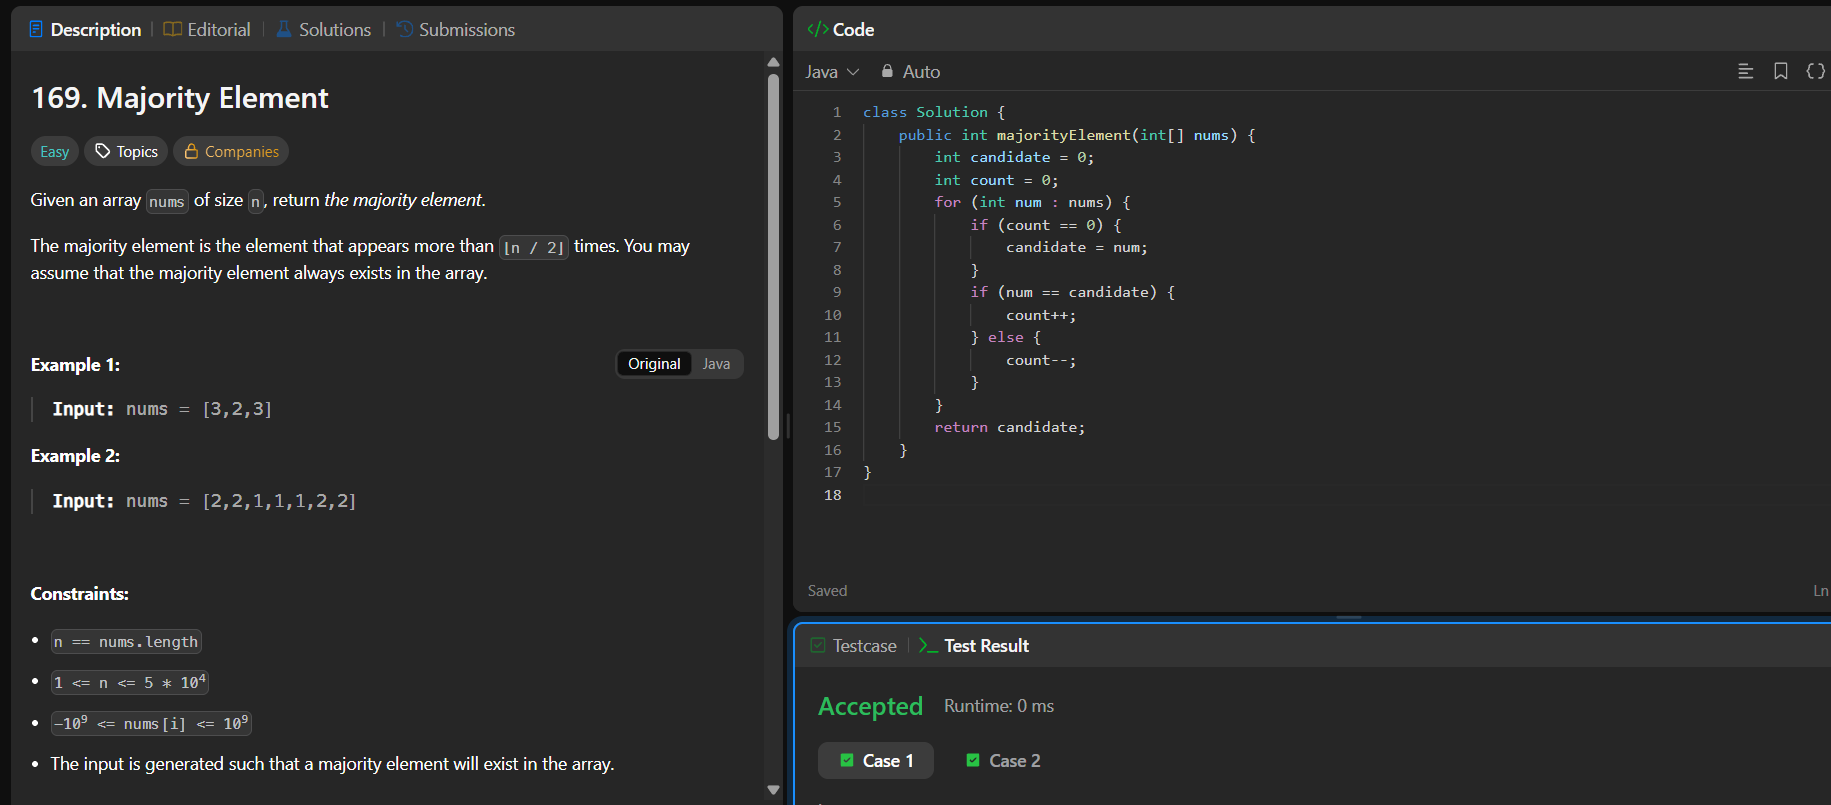 Description
Editorial
Solutions
Submissions
169. Majority Element
Easy
Topics
Companies
Given an array nums of size n, return the majority element.
The majority element is the element that appears more than ⌊n / 2⌋ times. You may
assume that the majority element always exists in the array.
Example 1:
Original Java
Input: nums = [3,2,3]
Example 2:
Input: nums = [2,2,1,1,1,2,2]
Constraints:
• n == nums.length
• 1 <= n <= 5 * 10⁴
• -10⁹ <= nums[i] <= 10⁹
• The input is generated such that a majority element will exist in the array.
</> Code
Java
Auto
{}
1 class Solution {
2     public int majorityElement(int[] nums) {
3         int candidate = 0;
4         int count = 0;
5         for (int num : nums) {
6             if (count == 0) {
7                 candidate = num;
8             }
9             if (num == candidate) {
10                 count++;
11             } else {
12                 count--;
13             }
14         }
15         return candidate;
16     }
17 }
18
Saved
Ln
Testcase
Test Result
Accepted Runtime: 0 ms
Case 1
Case 2